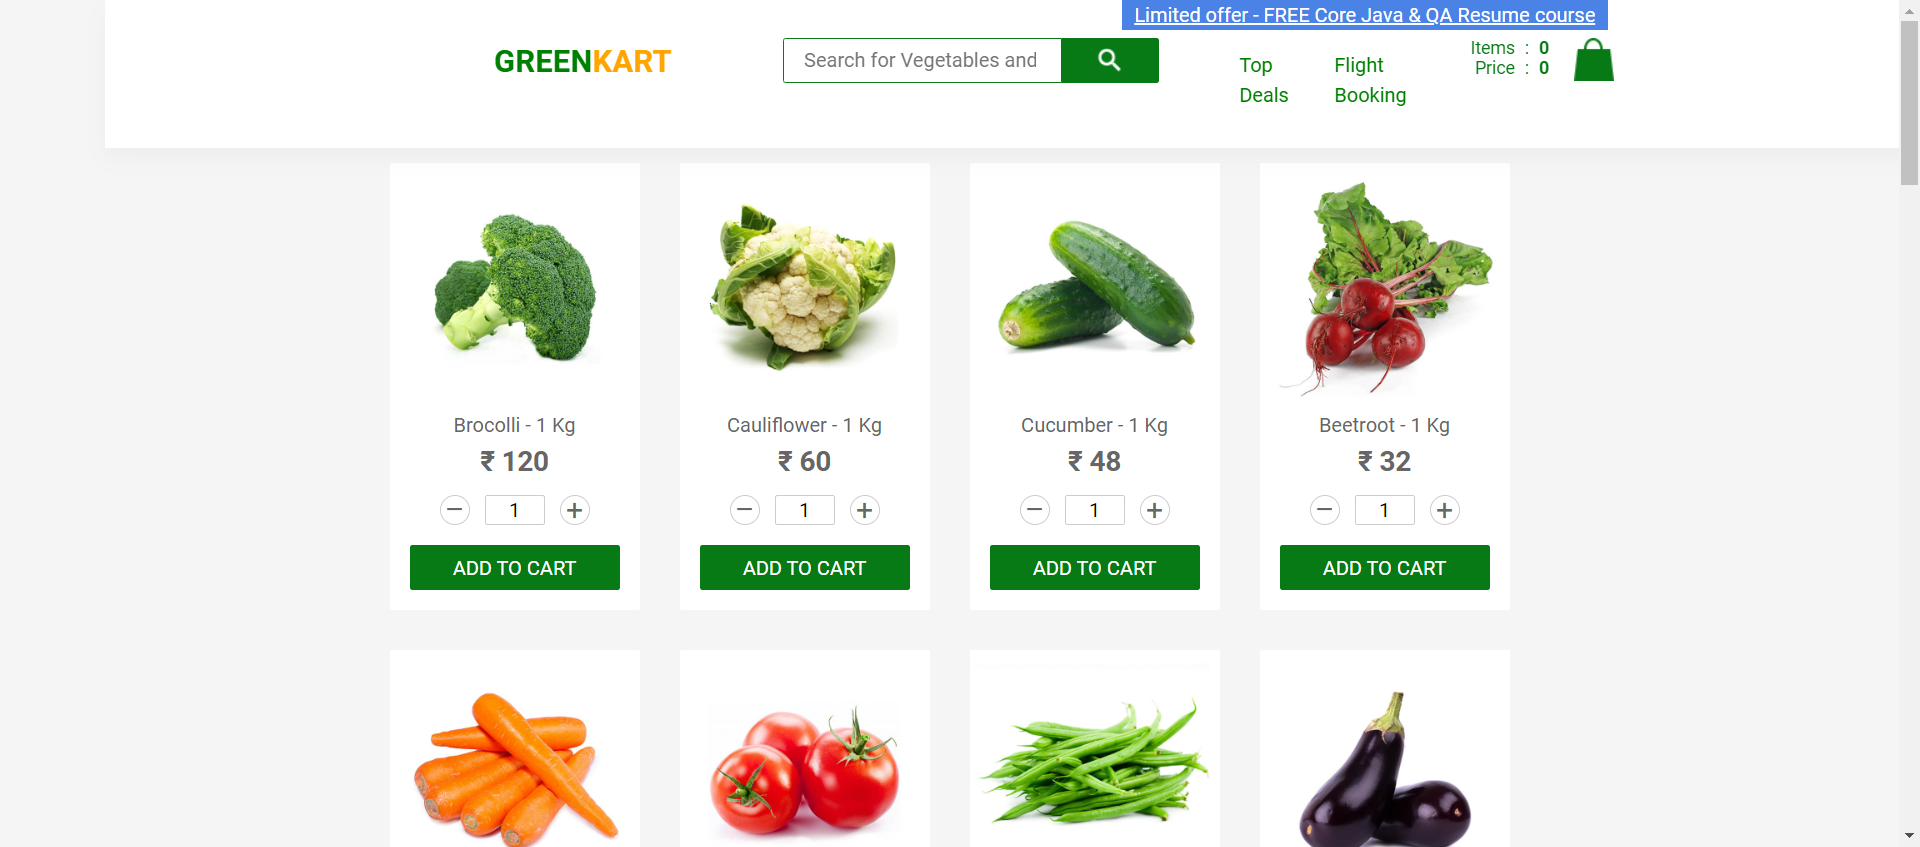 Limited offer - FREE Core Java & QA Resume course
GREENKART
Search for Vegetables and
Top Deals
Flight Booking
Items : 0
Price : 0
Brocolli - 1 Kg
₹ 120
− 1 +
ADD TO CART
Cauliflower - 1 Kg
₹ 60
− 1 +
ADD TO CART
Cucumber - 1 Kg
₹ 48
− 1 +
ADD TO CART
Beetroot - 1 Kg
₹ 32
− 1 +
ADD TO CART